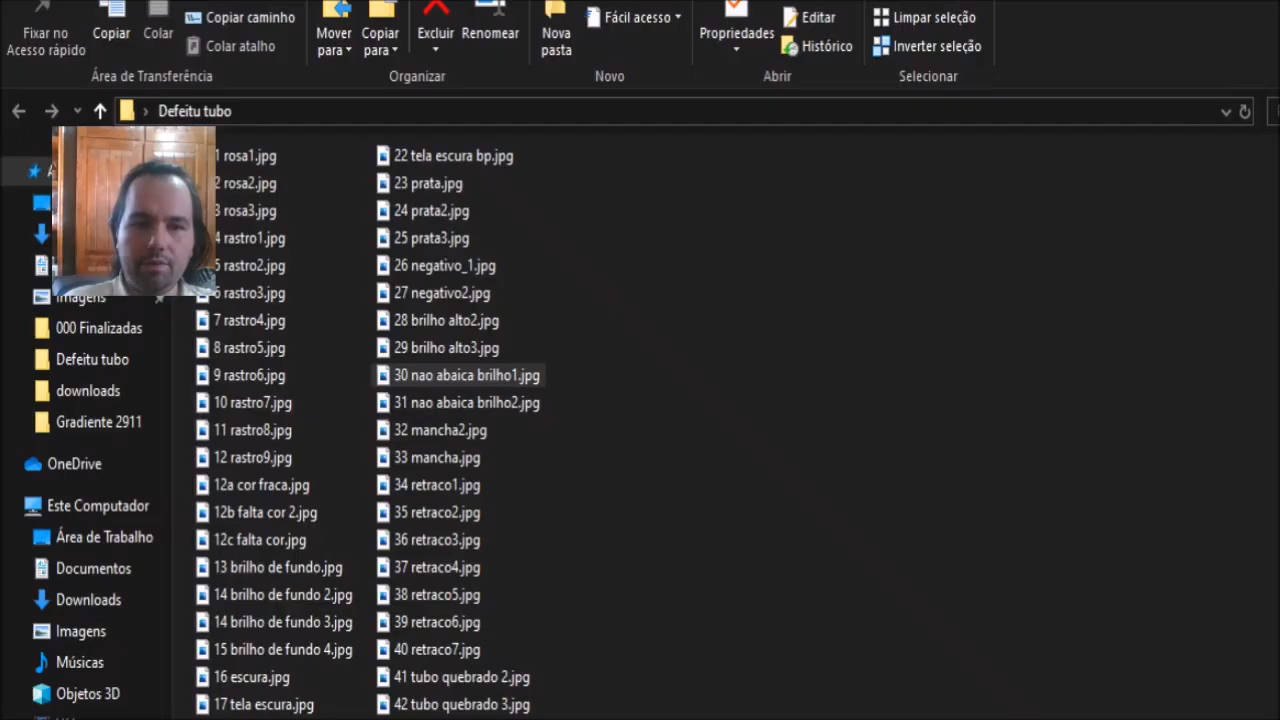 Fixar no
Acesso rápido
Copiar
Colar
Copiar caminho
Colar atalho
Área de Transferência
Mover
para
Copiar
para
Excluir
Renomear
Organizar
Nova
pasta
Fácil acesso
Novo
Propriedades
Editar
Histórico
Abrir
Limpar seleção
Inverter seleção
Selecionar
Defeitu tubo
Imagens
000 Finalizadas
Defeitu tubo
downloads
Gradiente 2911
OneDrive
Este Computador
Área de Trabalho
Documentos
Downloads
Imagens
Músicas
Objetos 3D
1 rosa1.jpg
2 rosa2.jpg
3 rosa3.jpg
4 rastro1.jpg
5 rastro2.jpg
6 rastro3.jpg
7 rastro4.jpg
8 rastro5.jpg
9 rastro6.jpg
10 rastro7.jpg
11 rastro8.jpg
12 rastro9.jpg
12a cor fraca.jpg
12b falta cor 2.jpg
12c falta cor.jpg
13 brilho de fundo.jpg
14 brilho de fundo 2.jpg
14 brilho de fundo 3.jpg
15 brilho de fundo 4.jpg
16 escura.jpg
17 tela escura.jpg
22 tela escura bp.jpg
23 prata.jpg
24 prata2.jpg
25 prata3.jpg
26 negativo_1.jpg
27 negativo2.jpg
28 brilho alto2.jpg
29 brilho alto3.jpg
30 nao abaica brilho1.jpg
31 nao abaica brilho2.jpg
32 mancha2.jpg
33 mancha.jpg
34 retraco1.jpg
35 retraco2.jpg
36 retraco3.jpg
37 retraco4.jpg
38 retraco5.jpg
39 retraco6.jpg
40 retraco7.jpg
41 tubo quebrado 2.jpg
42 tubo quebrado 3.jpg